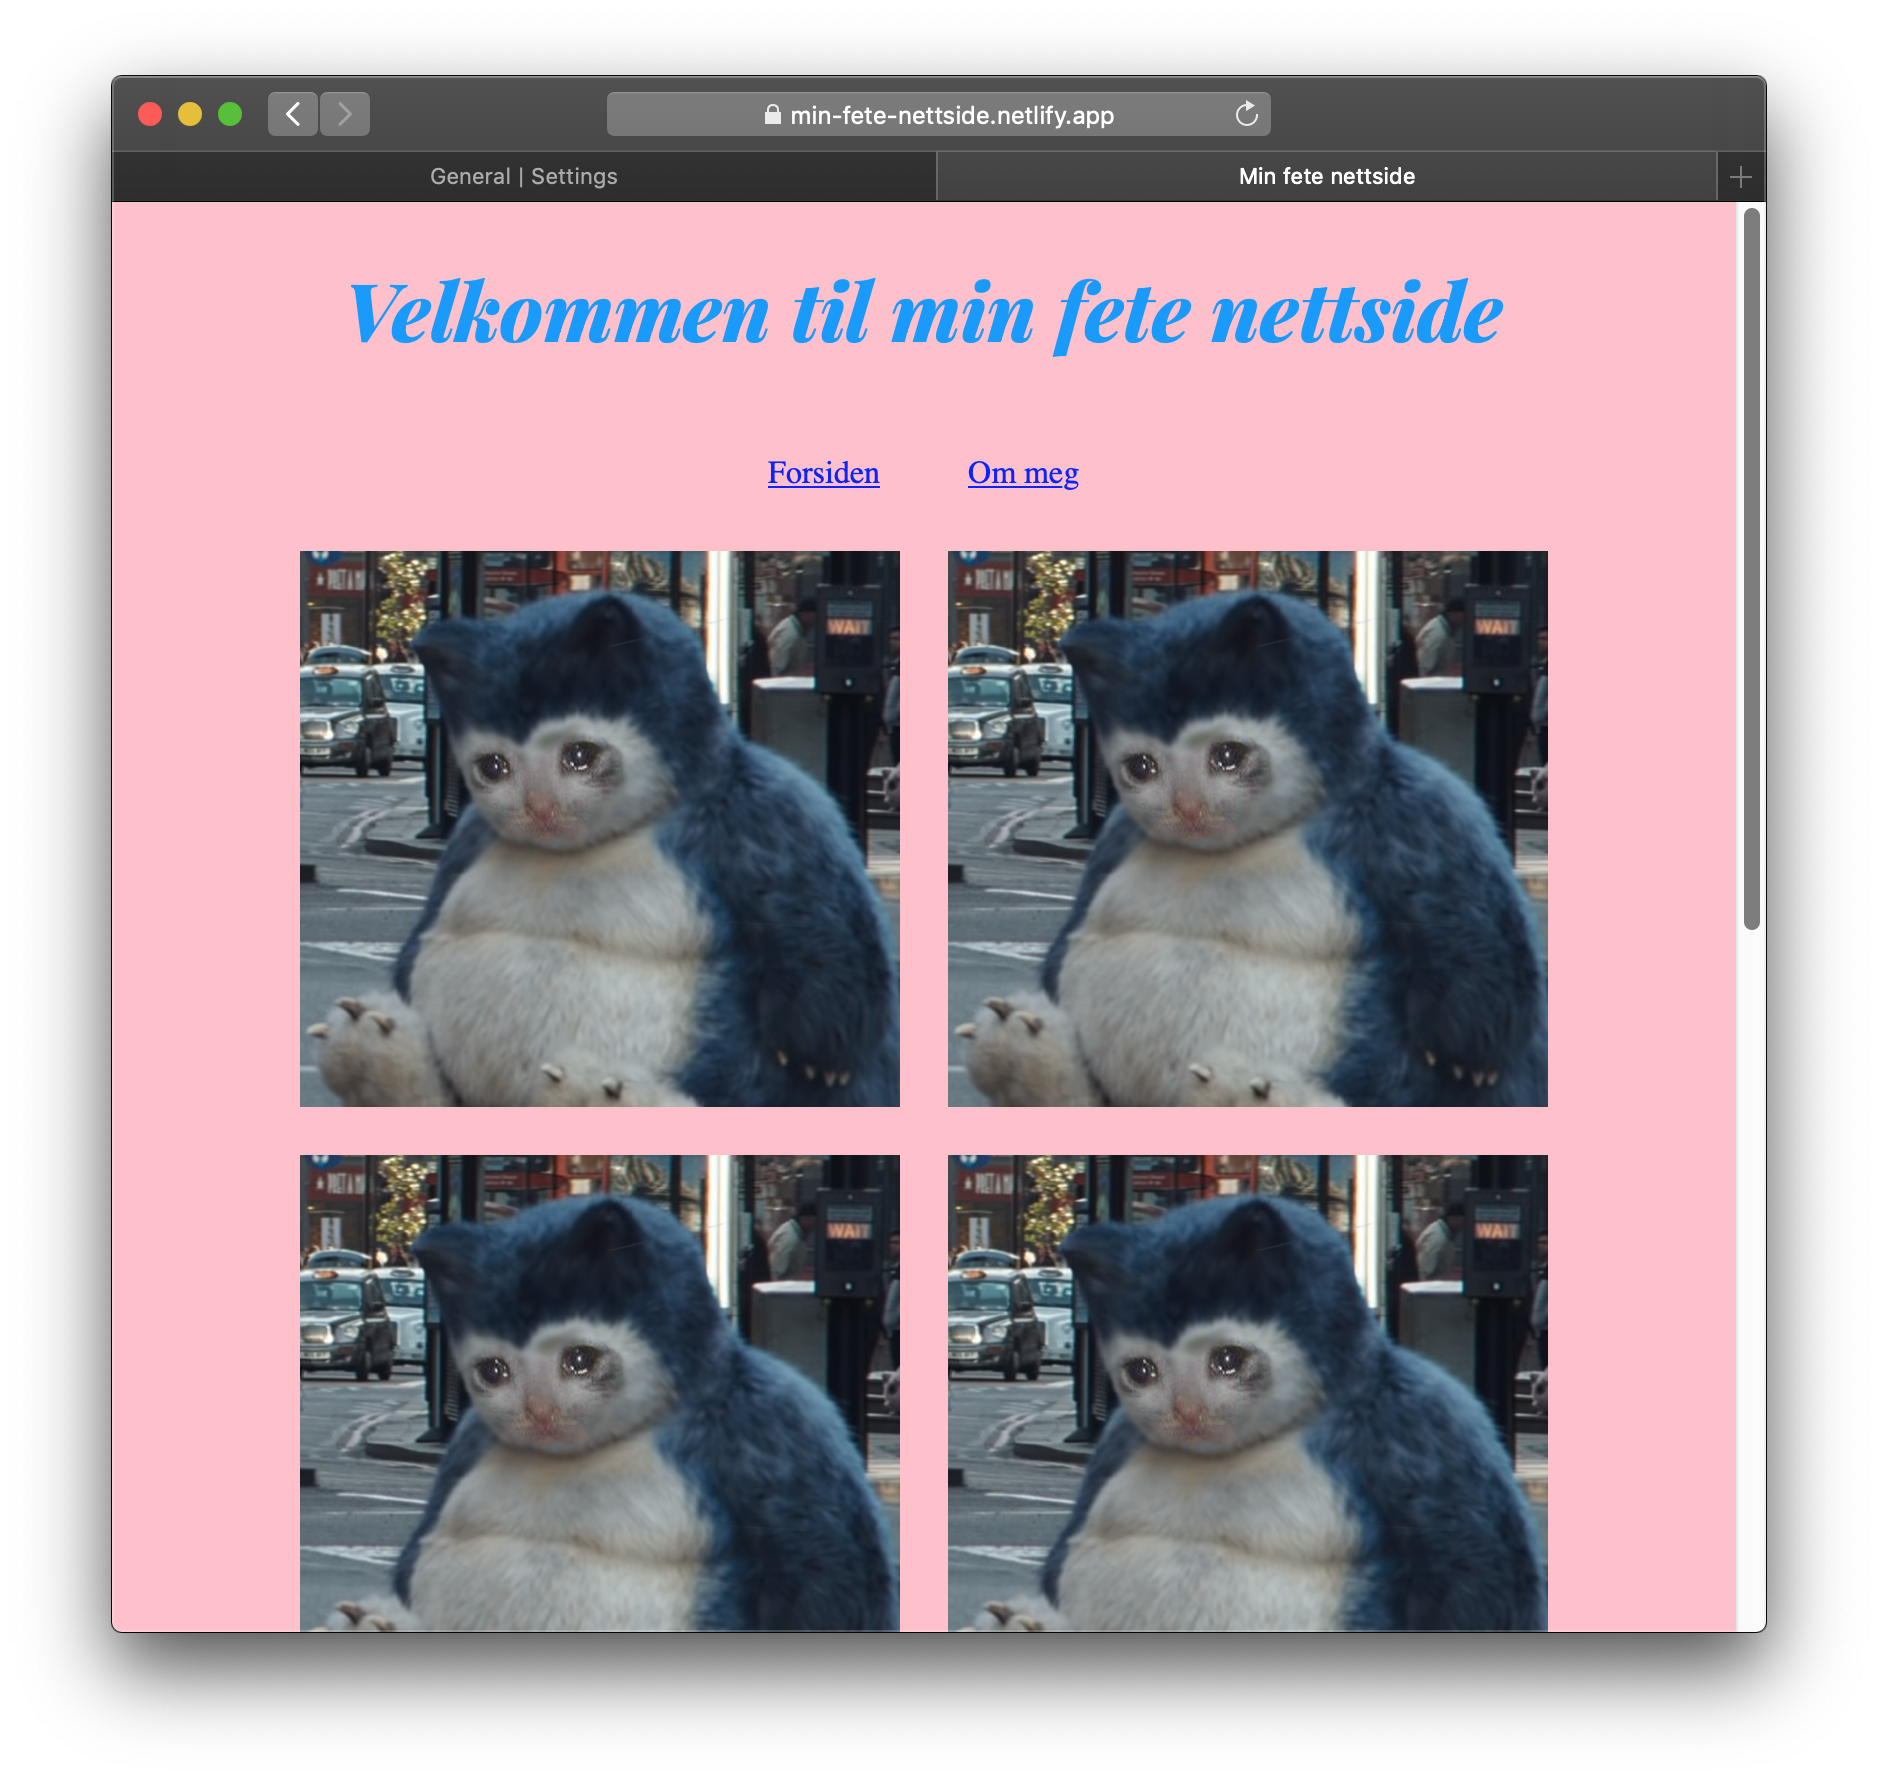 min-fete-nettside.netlify.app
General | Settings
Min fete nettside
Velkommen til min fete nettside
Forsiden
Om meg
WAIT
WAIT
WAIT
WAIT